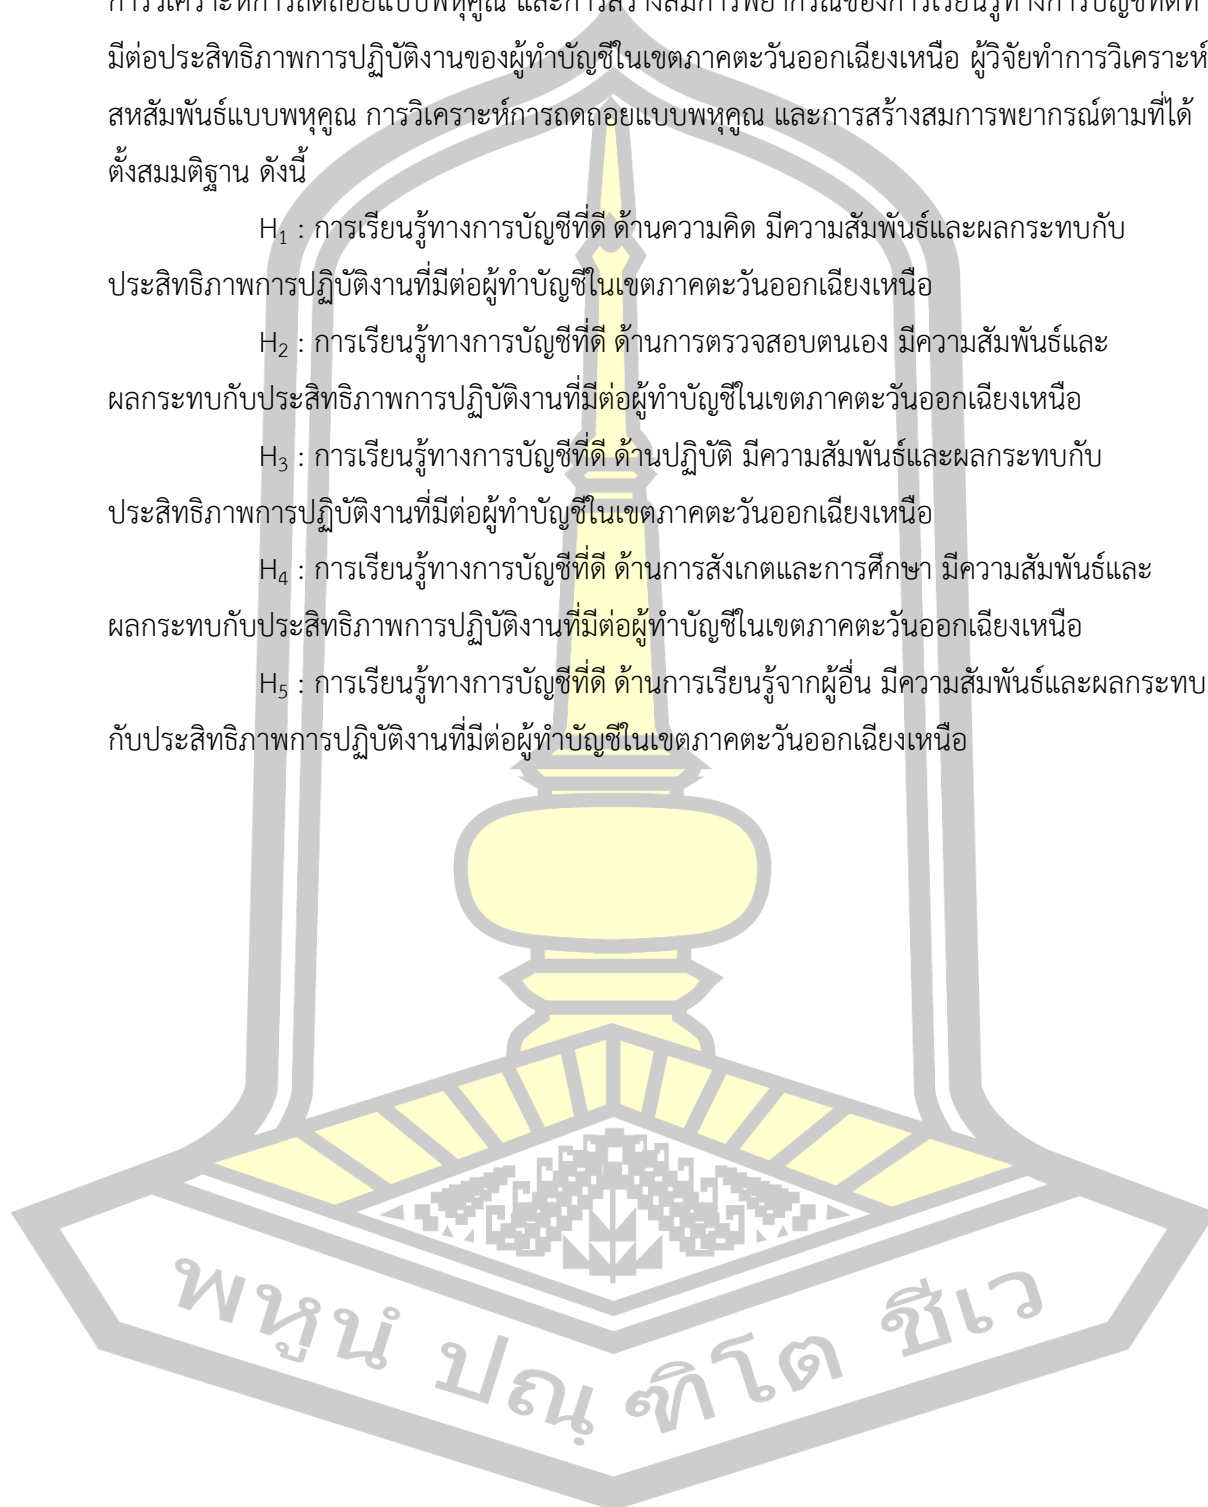 การวิเคราะห์การถดถอยแบบพหุคูณ และการสร้างสมการพยากรณ์ของการเรียนรู้ทางการบัญชีที่ดีที่
มีต่อประสิทธิภาพการปฏิบัติงานของผู้ทำบัญชีในเขตภาคตะวันออกเฉียงเหนือ ผู้วิจัยทำการวิเคราะห์
สหสัมพันธ์แบบพหุคูณ การวิเคราะห์การถดถอยแบบพหุคูณ และการสร้างสมการพยากรณ์ตามที่ได้
ตั้งสมมติฐาน ดังนี้
H₁ : การเรียนรู้ทางการบัญชีที่ดี ด้านความคิด มีความสัมพันธ์และผลกระทบกับ
ประสิทธิภาพการปฏิบัติงานที่มีต่อผู้ทำบัญชีในเขตภาคตะวันออกเฉียงเหนือ
H₂ : การเรียนรู้ทางการบัญชีที่ดี ด้านการตรวจสอบตนเอง มีความสัมพันธ์และ
ผลกระทบกับประสิทธิภาพการปฏิบัติงานที่มีต่อผู้ทำบัญชีในเขตภาคตะวันออกเฉียงเหนือ
H₃ : การเรียนรู้ทางการบัญชีที่ดี ด้านปฏิบัติ มีความสัมพันธ์และผลกระทบกับ
ประสิทธิภาพการปฏิบัติงานที่มีต่อผู้ทำบัญชีในเขตภาคตะวันออกเฉียงเหนือ
H₄ : การเรียนรู้ทางการบัญชีที่ดี ด้านการสังเกตและการศึกษา มีความสัมพันธ์และ
ผลกระทบกับประสิทธิภาพการปฏิบัติงานที่มีต่อผู้ทำบัญชีในเขตภาคตะวันออกเฉียงเหนือ
H₅ : การเรียนรู้ทางการบัญชีที่ดี ด้านการเรียนรู้จากผู้อื่น มีความสัมพันธ์และผลกระทบ
กับประสิทธิภาพการปฏิบัติงานที่มีต่อผู้ทำบัญชีในเขตภาคตะวันออกเฉียงเหนือ
พหูนํ ปณฺฑิโต ชีเว